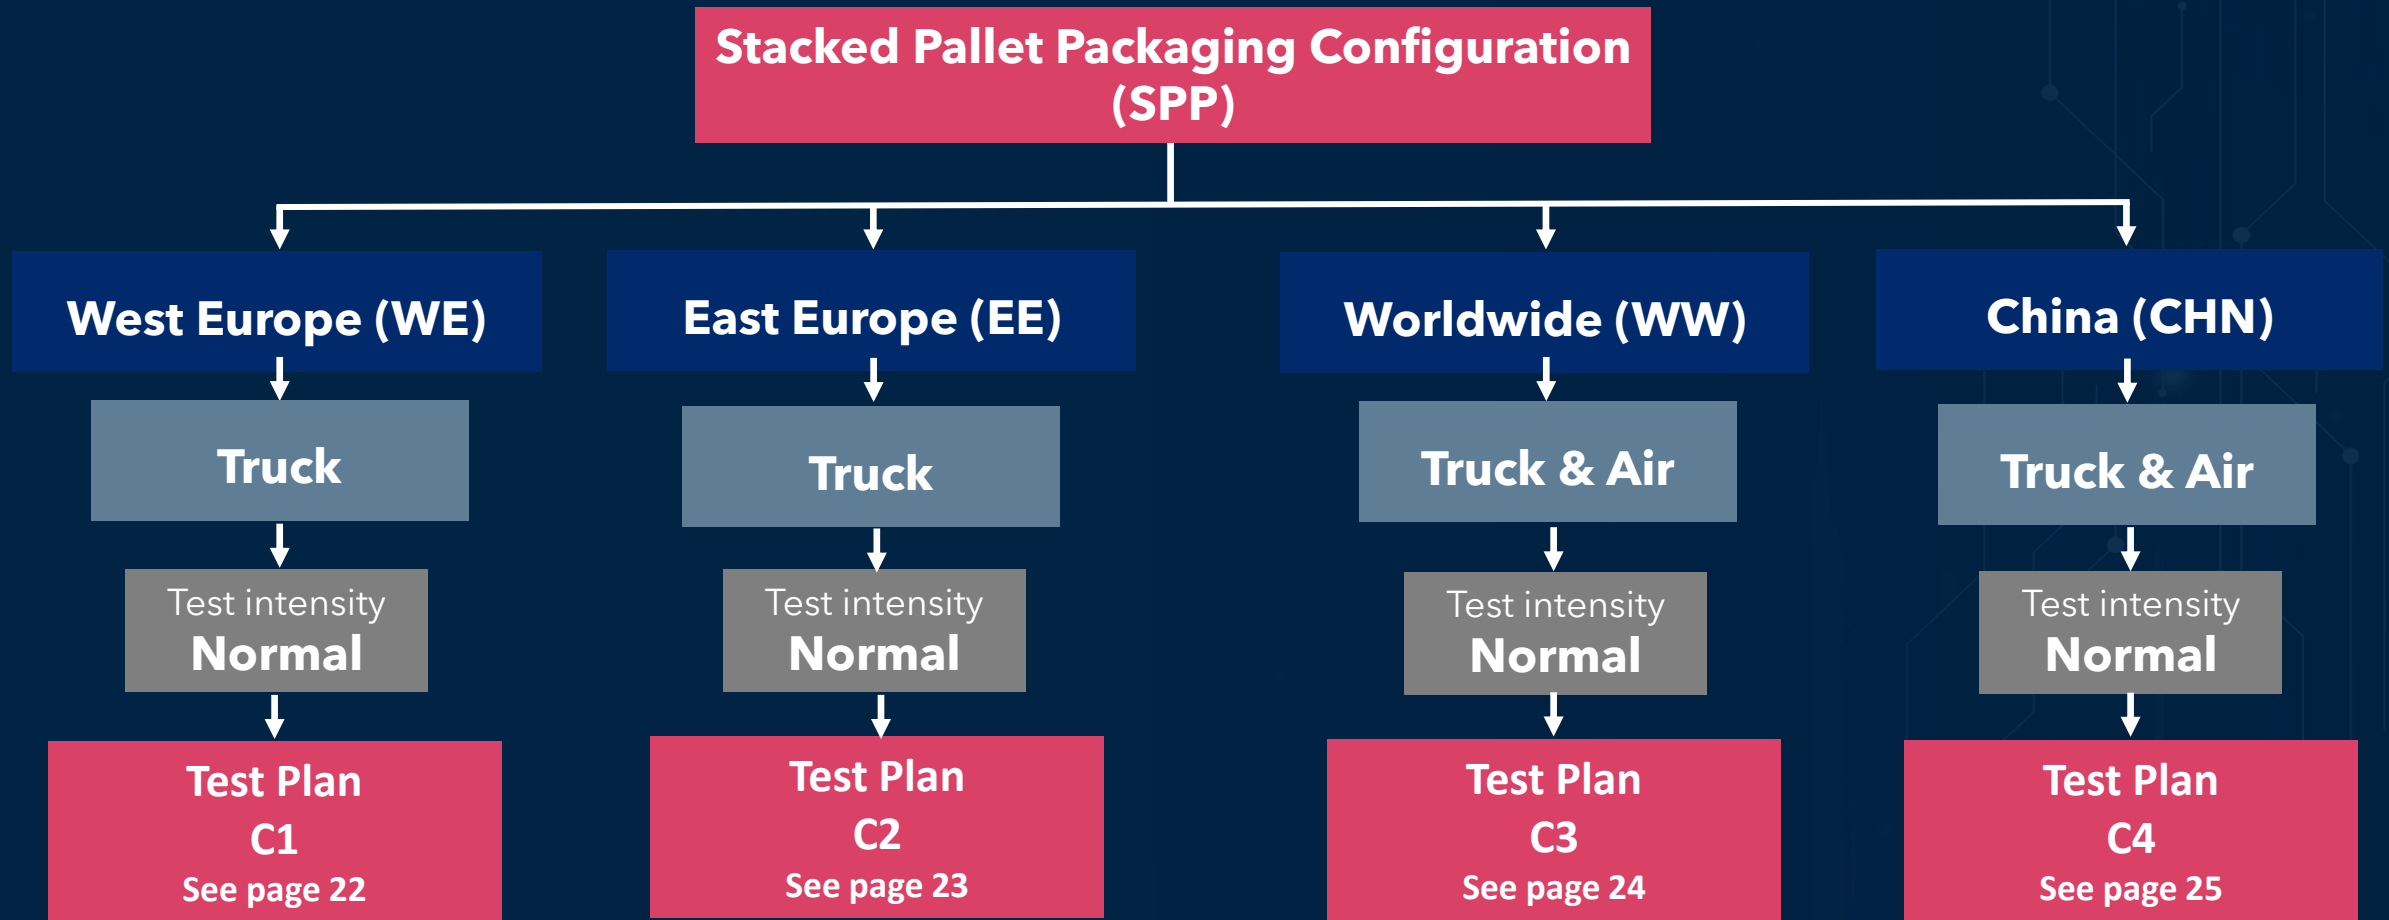 Stacked Pallet Packaging Configuration
(SPP)
West Europe (WE)
East Europe (EE)
Worldwide (WW)
China (CHN)
Truck
Truck
Truck & Air
Truck & Air
Test intensity
Normal
Test intensity
Normal
Test intensity
Normal
Test intensity
Normal
Test Plan
C1
See page 22
Test Plan
C2
See page 23
Test Plan
C3
See page 24
Test Plan
C4
See page 25